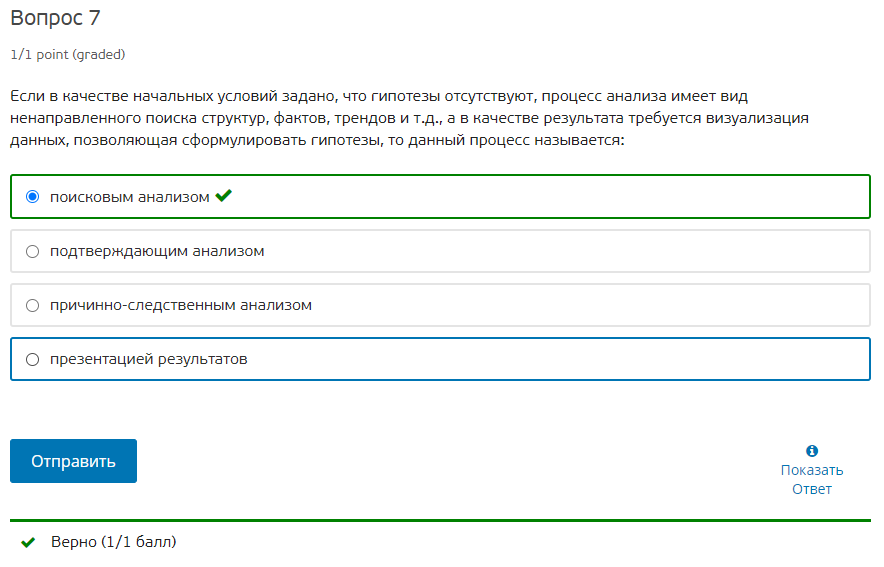 Вопрос 7
1/1 point (graded)
Если в качестве начальных условий задано, что гипотезы отсутствуют, процесс анализа имеет вид
ненаправленного поиска структур, фактов, трендов и т.д., а в качестве результата требуется визуализация
данных, позволяющая сформулировать гипотезы, то данный процесс называется:
поисковым анализом
подтверждающим анализом
причинно-следственным анализом
презентацией результатов
Отправить
Показать
Ответ
Верно (1/1 балл)